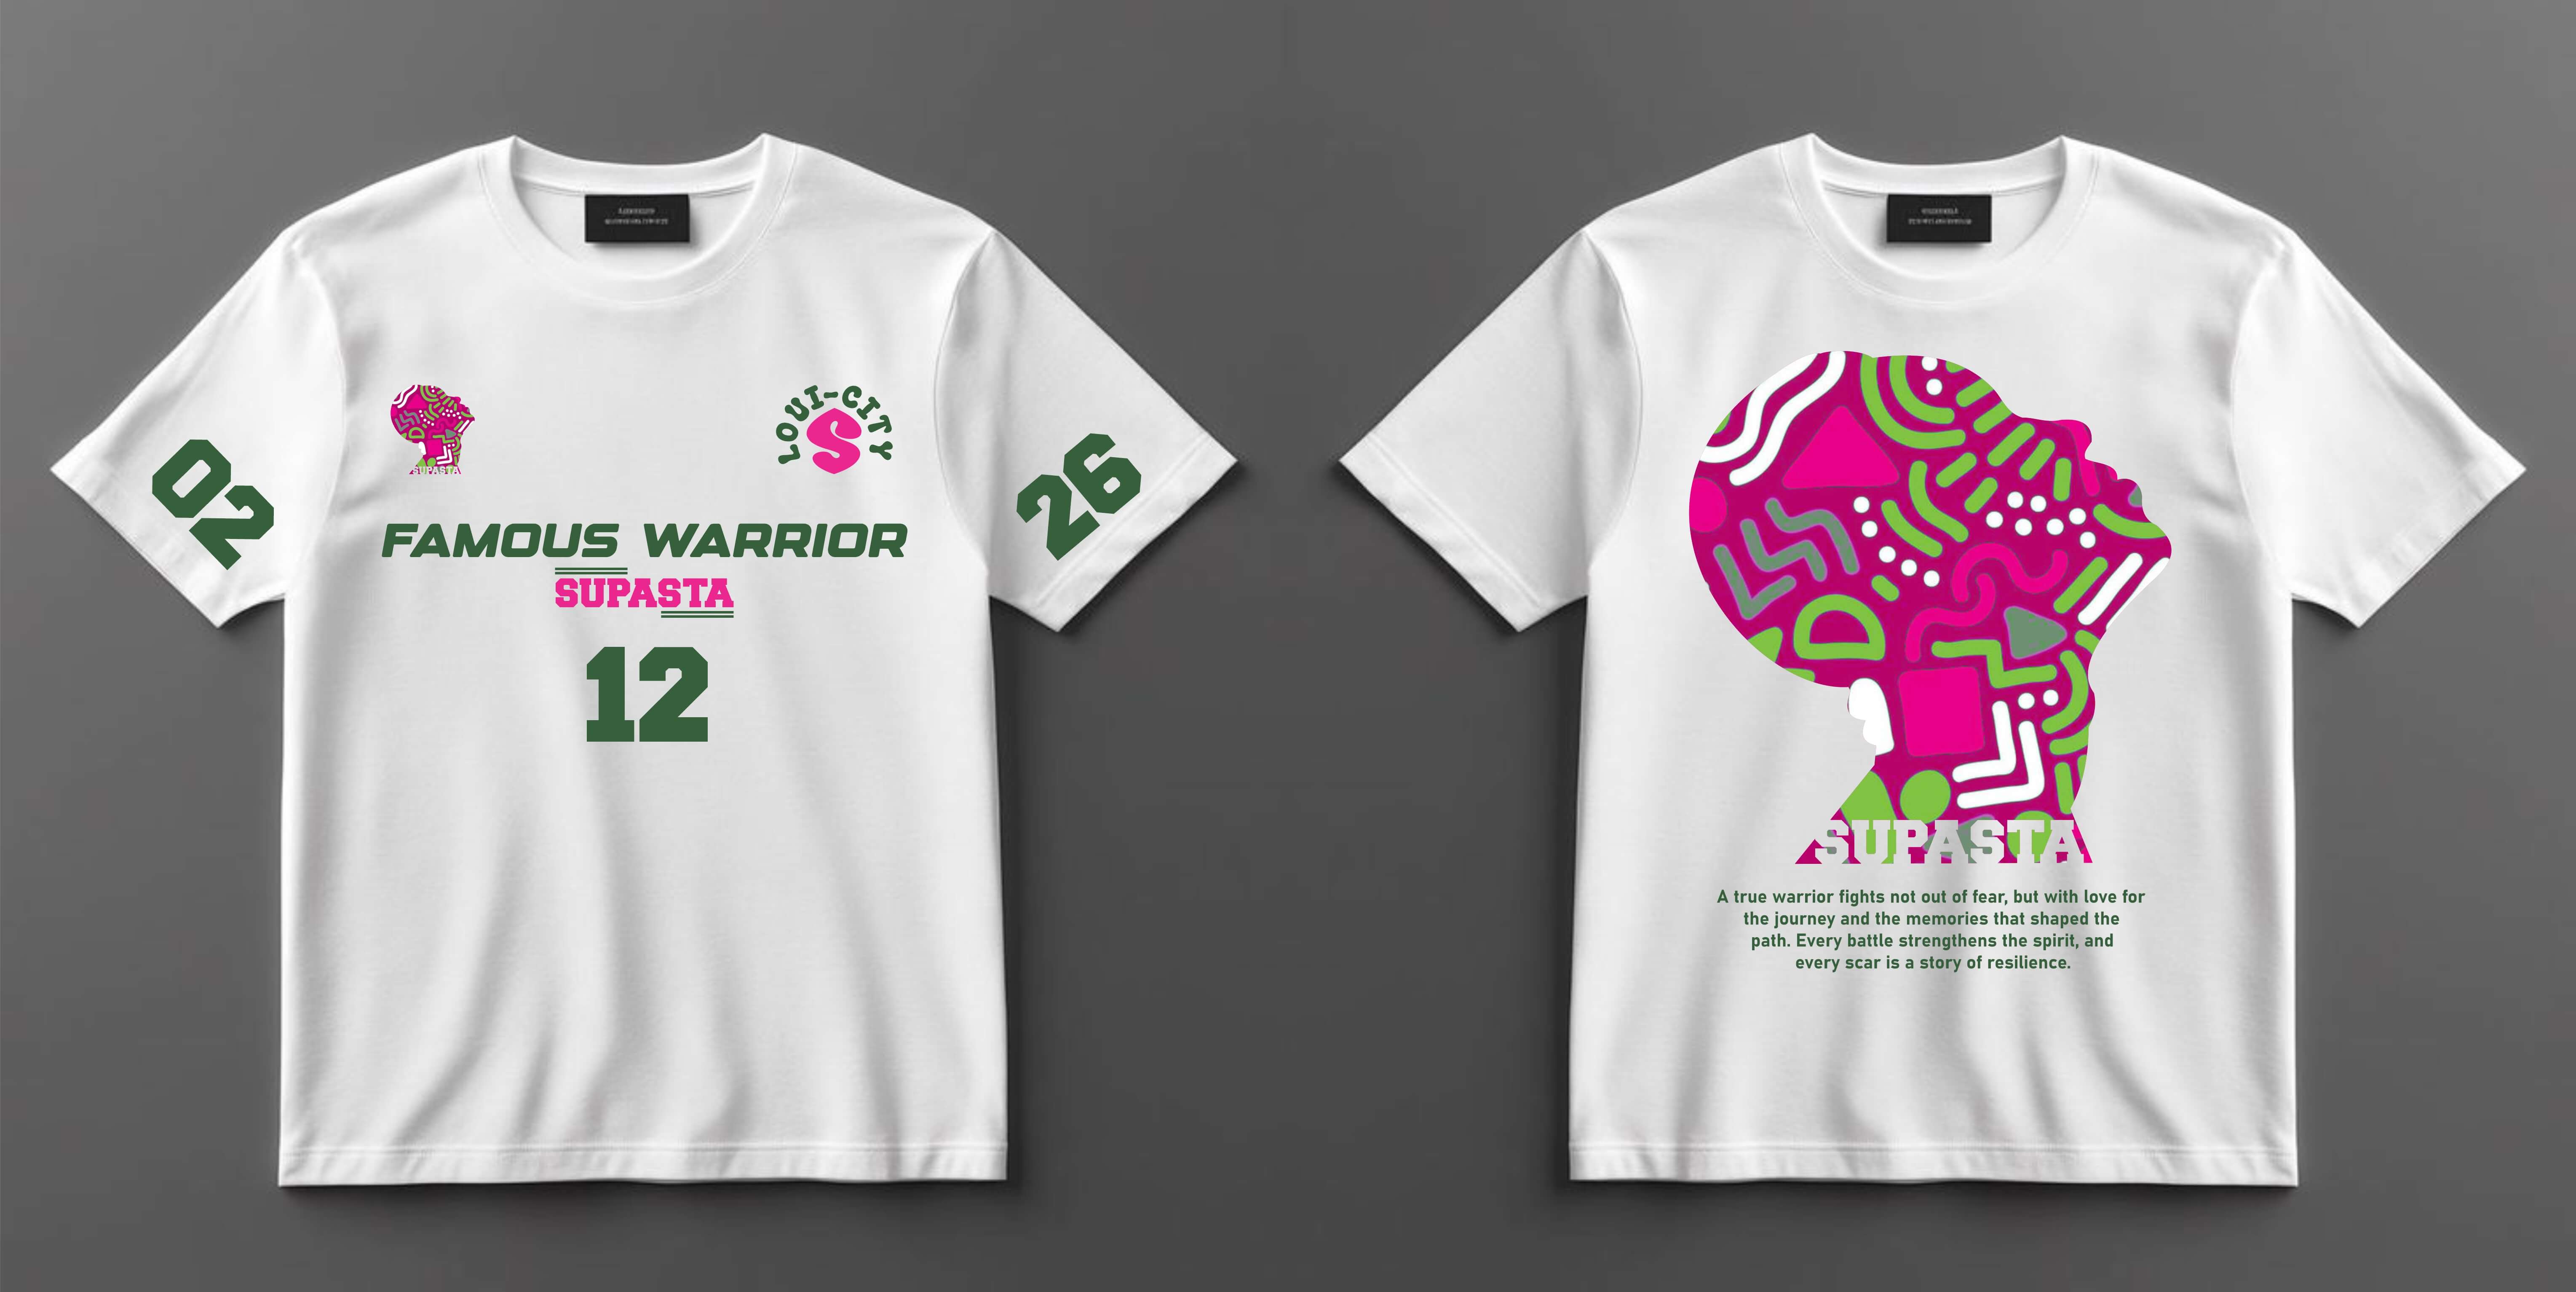 LOUI-CITY
S
SUPASTA
02
26
FAMOUS WARRIOR
SUPASTA
12
SUPASTA
A true warrior fights not out of fear, but with love for
the journey and the memories that shaped the
path. Every battle strengthens the spirit, and
every scar is a story of resilience.